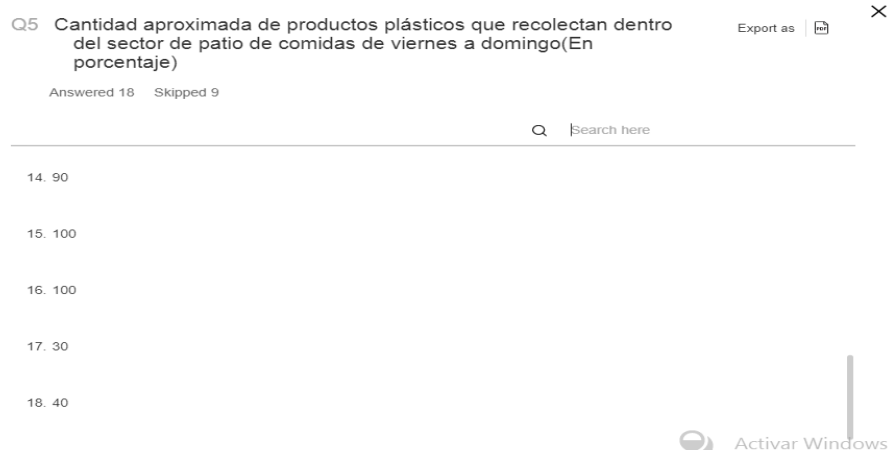 Q5 Cantidad aproximada de productos plásticos que recolectan dentro
del sector de patio de comidas de viernes a domingo(En
porcentaje)
Export as PDF
Answered 18 Skipped 9
Search here
14. 90
15. 100
16. 100
17. 30
18. 40
Activar Windows